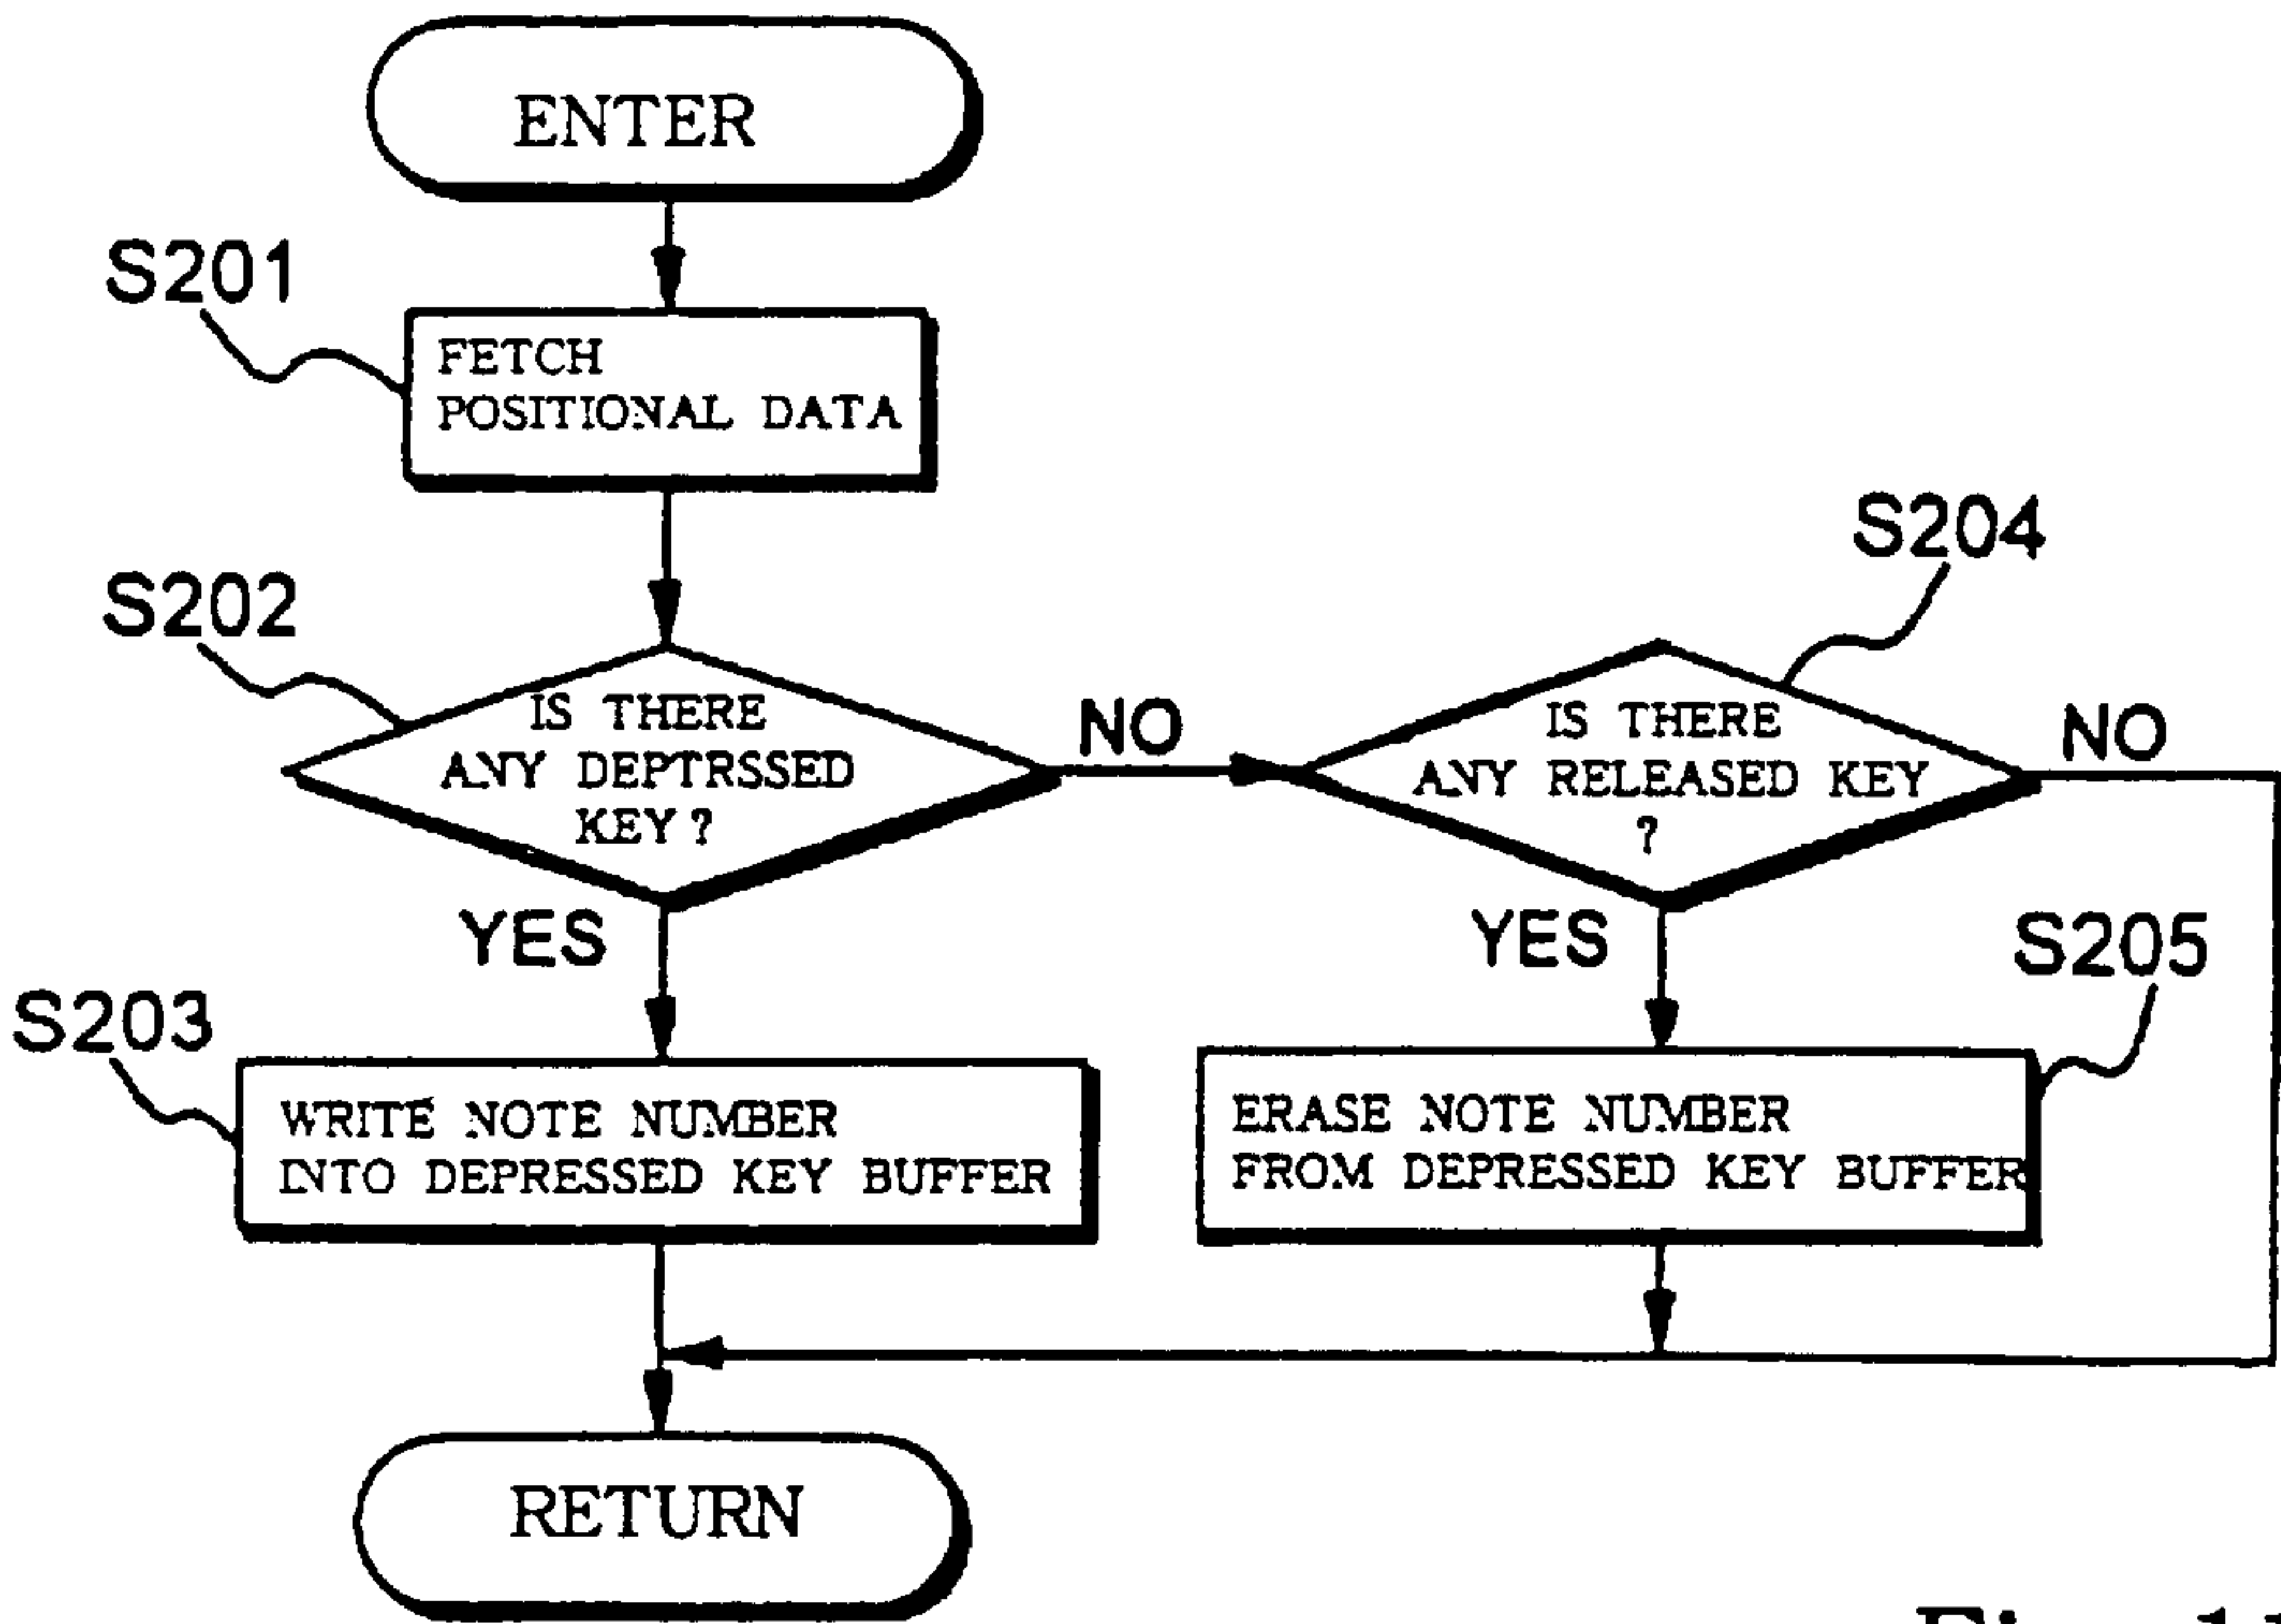 ENTER
S201
FETCH
POSITIONAL DATA
S202
IS THERE
ANY DEPTRSSED
KEY?
NO
S204
IS THERE
ANY RELEASED KEY
?
NO
YES
YES
S203
WRITE NOTE NUMBER
INTO DEPRESSED KEY BUFFER
S205
ERASE NOTE NUMBER
FROM DEPRESSED KEY BUFFER
RETURN